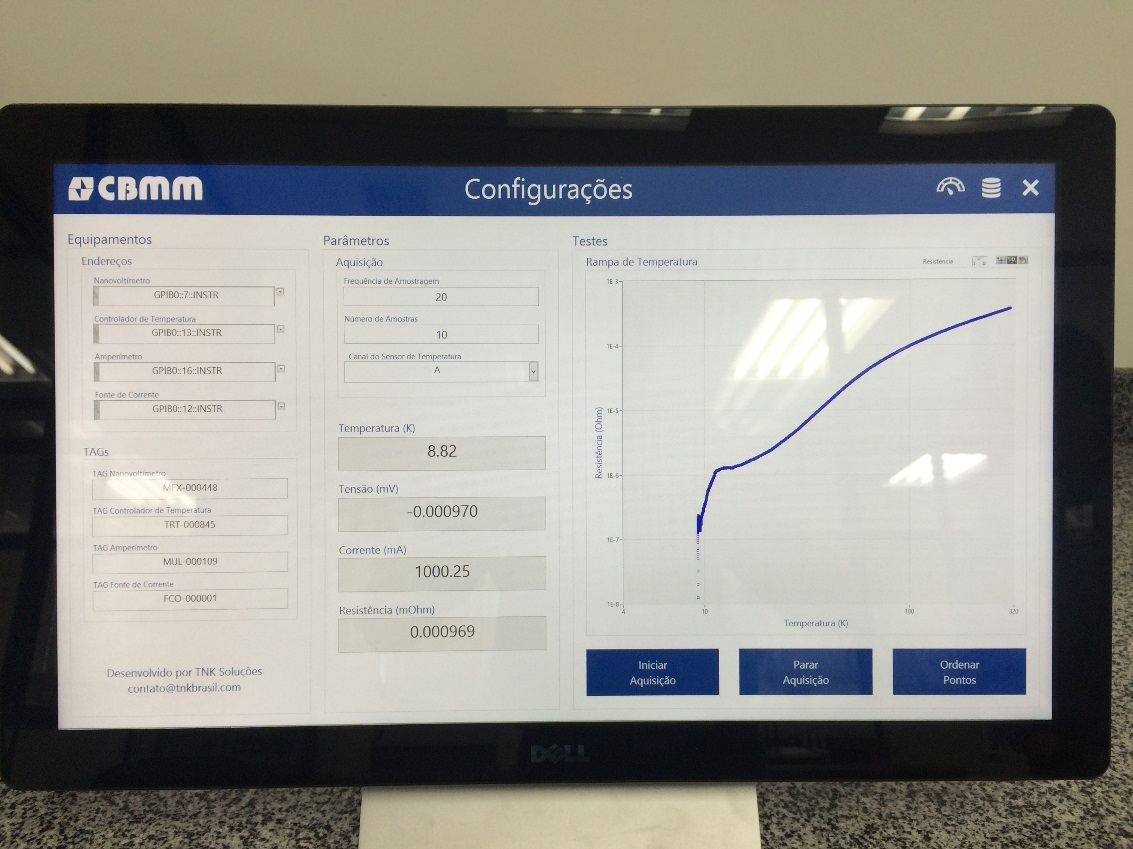 CBMM
Configurações
Equipamentos
Endereços
Nanovoltímetro
GPIB0::7::INSTR
Controlador de Temperatura
GPIB0::13::INSTR
Amperímetro
GPIB0::16::INSTR
Fonte de Corrente
GPIB0::12::INSTR
TAGs
TAG Nanovoltímetro
MFX-000448
TAG Controlador de Temperatura
TRT-000845
TAG Amperímetro
MUL-000109
TAG Fonte de Corrente
FCO-000001
Desenvolvido por TNK Soluções
contato@tnkbrasil.com
Parâmetros
Aquisição
Frequência de Amostragem
20
Número de Amostras
10
Canal do Sensor de Temperatura
A
Temperatura (K)
8.82
Tensão (mV)
-0.000970
Corrente (mA)
1000.25
Resistência (mOhm)
0.000969
Testes
Rampa de Temperatura
Resistência
1E-3
1E-4
1E-5
1E-6
1E-7
1E-8
Resistência (Ohm)
4
10
100
320
Temperatura (K)
Iniciar
Aquisição
Parar
Aquisição
Ordenar
Pontos
DELL